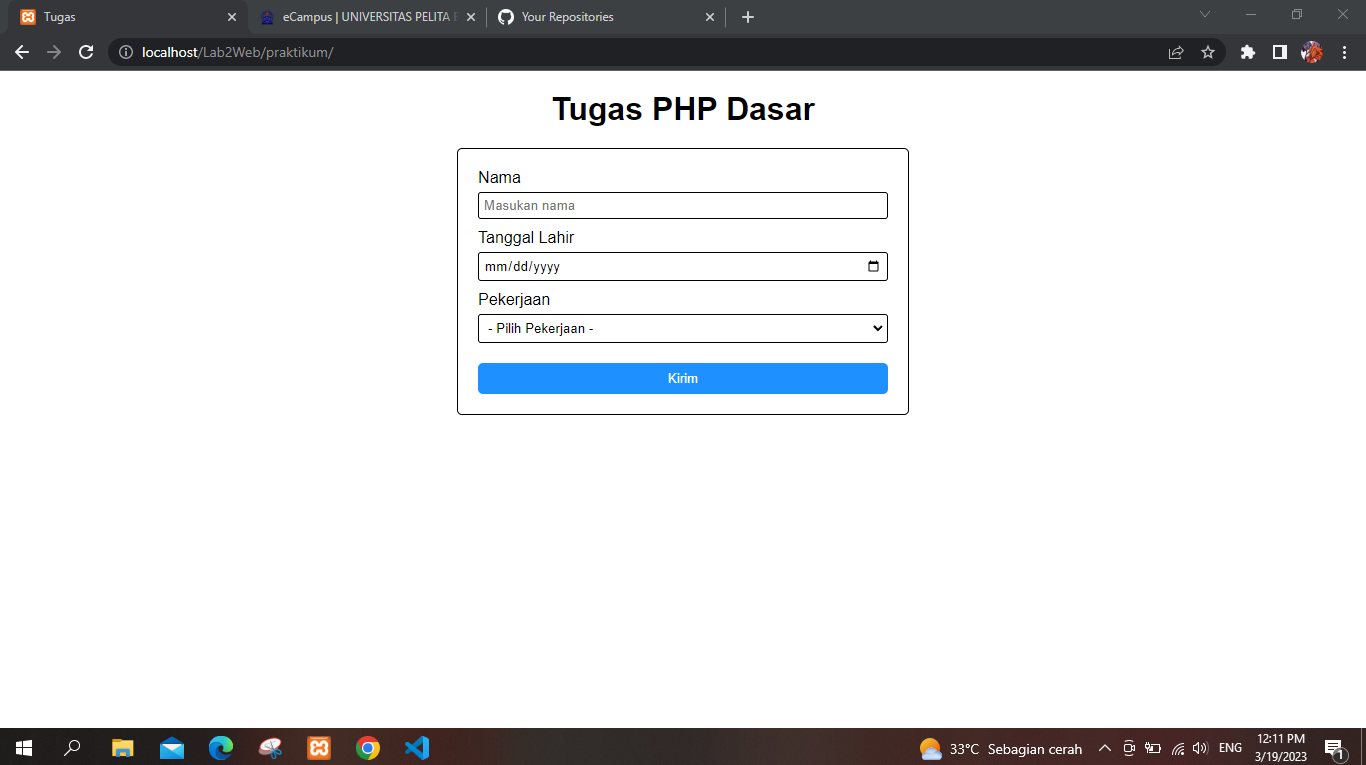 Tugas
eCampus | UNIVERSITAS PELITA
Your Repositories
localhost/Lab2Web/praktikum/
Tugas PHP Dasar
Nama
Masukan nama
Tanggal Lahir
mm/dd/yyyy
Pekerjaan
- Pilih Pekerjaan -
Kirim
33°C Sebagian cerah
ENG
12:11 PM
3/19/2023
1